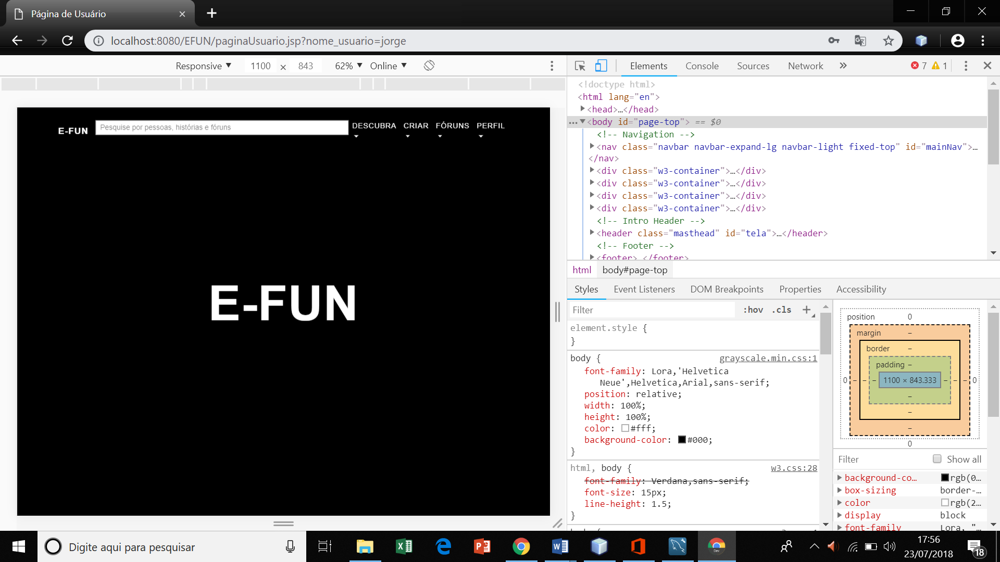 Página de Usuário
localhost:8080/EFUN/paginaUsuario.jsp?nome_usuario=jorge
Responsive ▼ 1100 × 843 62% ▼ Online ▼
E-FUN Pesquise por pessoas, histórias e fóruns DESCUBRA CRIAR FÓRUNS PERFIL
E-FUN
Elements Console Sources Network » 7 1
<!doctype html>
<html lang="en">
<head>…</head>
…<body id="page-top"> == $0
<!-- Navigation -->
<nav class="navbar navbar-expand-lg navbar-light fixed-top" id="mainNav">…
</nav>
<div class="w3-container">…</div>
<div class="w3-container">…</div>
<div class="w3-container">…</div>
<div class="w3-container">…</div>
<!-- Intro Header -->
<header class="masthead" id="tela">…</header>
<!-- Footer -->
<footer>…</footer>
html body#page-top
Styles Event Listeners DOM Breakpoints Properties Accessibility
Filter :hov .cls +
element.style {
}
body { grayscale.min.css:1
font-family: Lora,'Helvetica
Neue',Helvetica,Arial,sans-serif;
position: relative;
width: 100%;
height: 100%;
color: #fff;
background-color: #000;
}
html, body { w3.css:28
font-family: Verdana,sans-serif;
font-size: 15px;
line-height: 1.5;
}
position 0
margin –
border –
padding –
0 – – – 1100 × 843.333 – – – 0
–
–
–
0
Filter Show all
background-co… rgb(0…
box-sizing border-…
color rgb(2…
display block
font-family Lora, "…
Digite aqui para pesquisar
17:56
23/07/2018
18